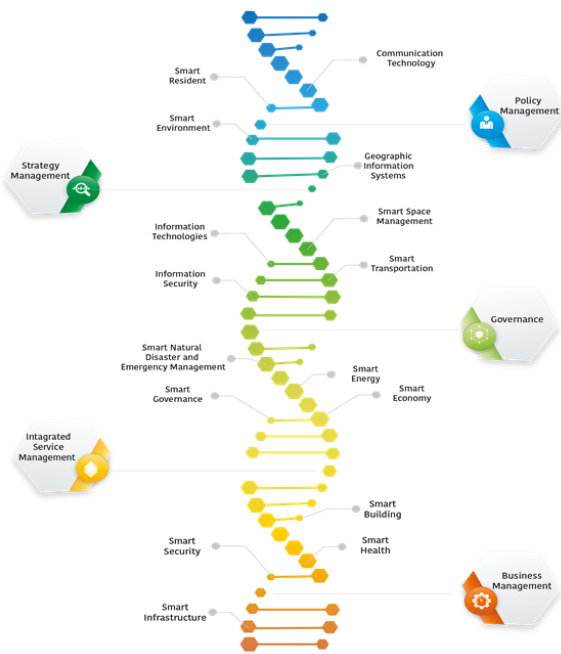 Communication
Technology
Smart
Resident
Policy
Management
Smart
Environment
Geographic
Information
Systems
Strategy
Management
Smart Space
Management
Information
Technologies
Smart
Transportation
Information
Security
Governance
Smart Natural
Disaster and
Emergency Management
Smart
Energy
Smart
Governance
Smart
Economy
Intagrated
Service
Management
Smart
Building
Smart
Security
Smart
Health
Business
Management
Smart
Infrastructure